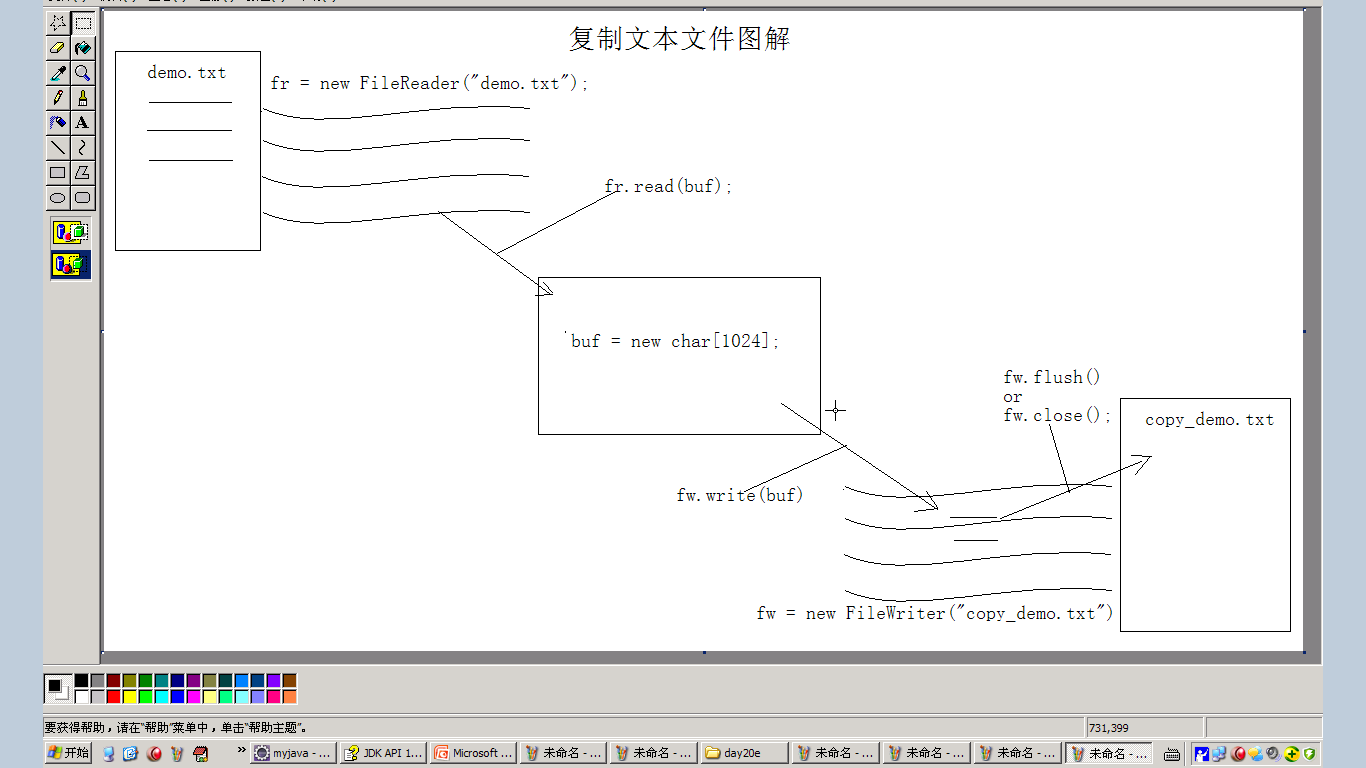 复制文本文件图解
demo.txt
fr = new FileReader("demo.txt");
fr.read(buf);
buf = new char[1024];
fw.flush()
or
fw.close();
copy_demo.txt
fw.write(buf)
fw = new FileWriter("copy_demo.txt")
要获得帮助，请在“帮助”菜单中，单击“帮助主题”。
731,399
开始
myjava - ...
JDK API 1...
Microsoft ...
未命名 - ...
未命名 - ...
day20e
未命名 - ...
未命名 - ...
未命名 - ...
未命名 - ...